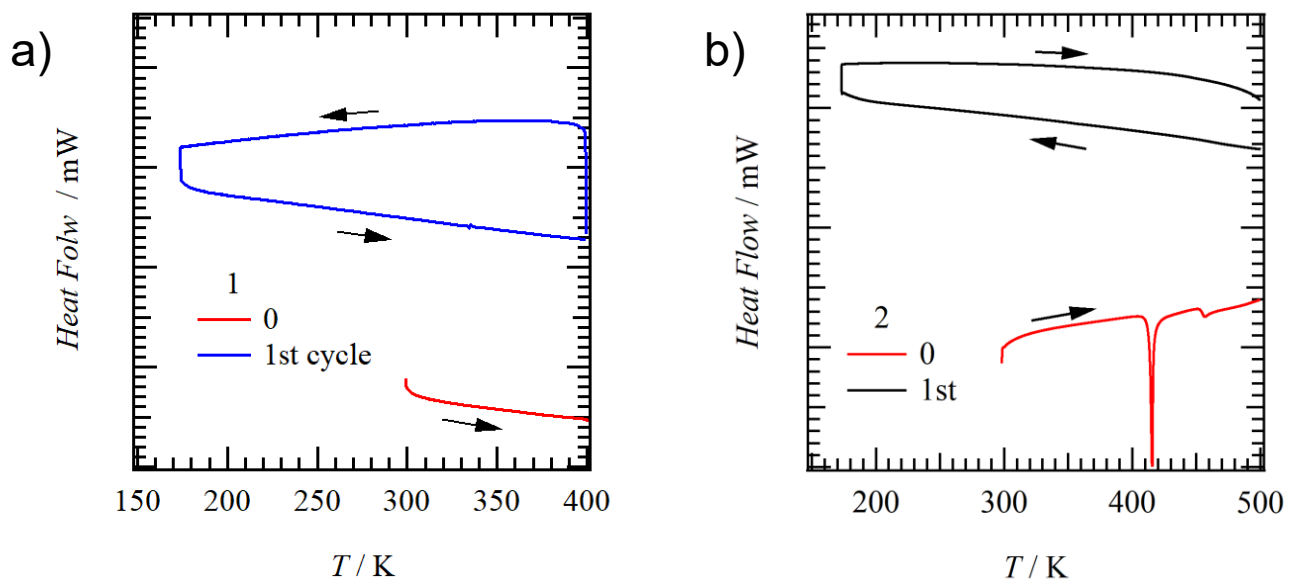 a)
Heat Folw / mW
1
0
1st cycle
150 200 250 300 350 400
T / K
b)
Heat Flow / mW
2
0
1st
200 300 400 500
T / K